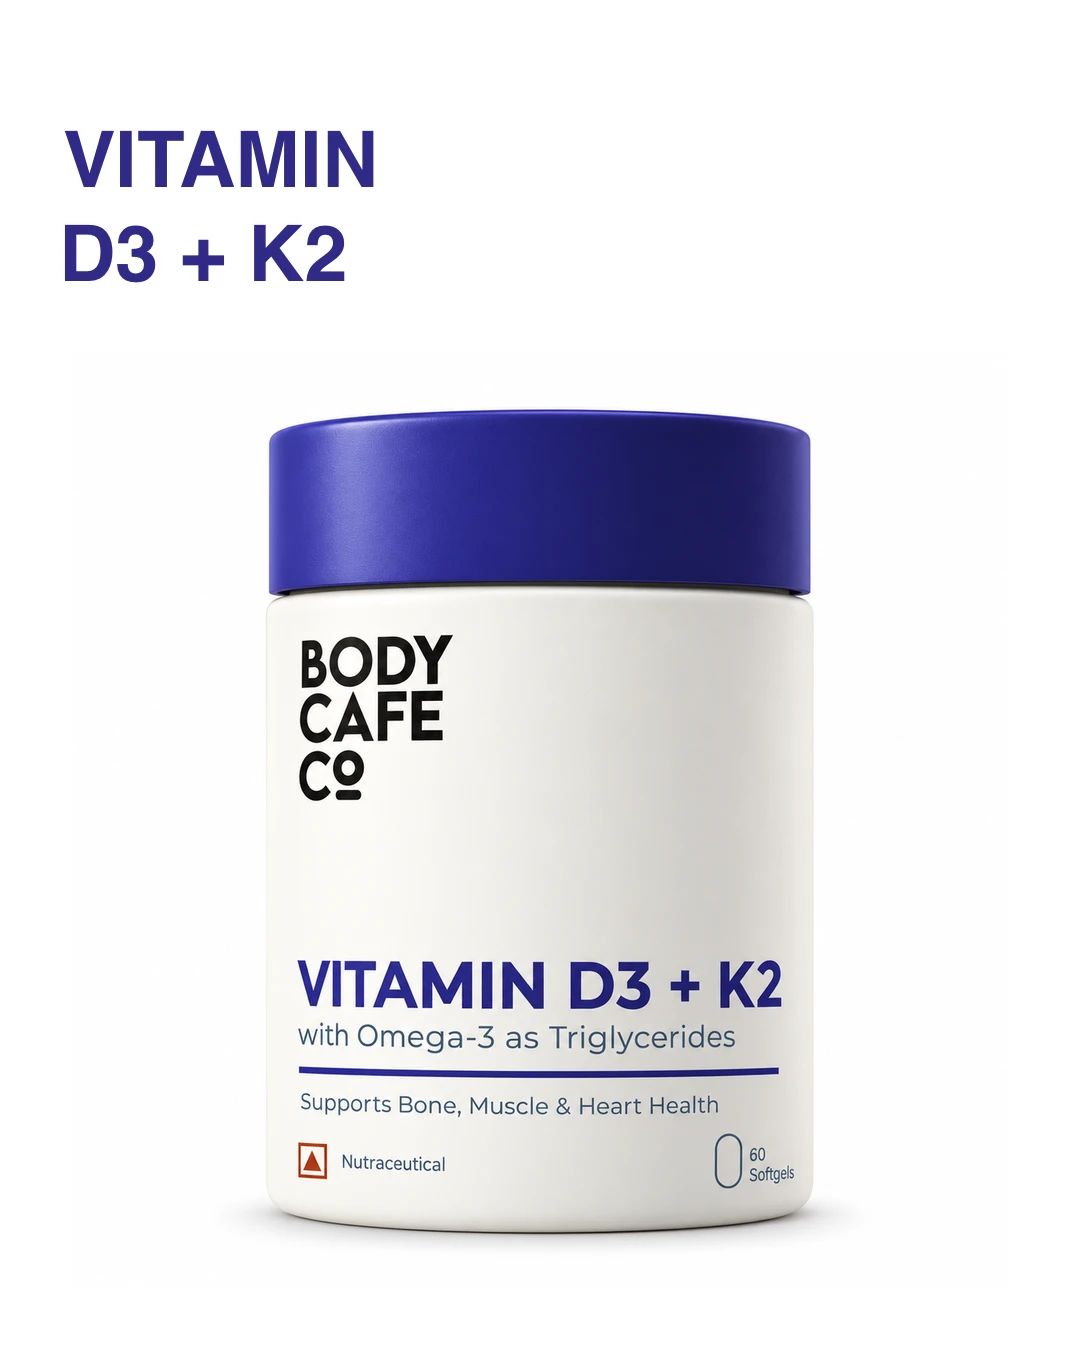 VITAMIN
D3 + K2
BODY
CAFE
Co
VITAMIN D3 + K2
with Omega-3 as Triglycerides
Supports Bone, Muscle & Heart Health
Nutraceutical
60
Softgels